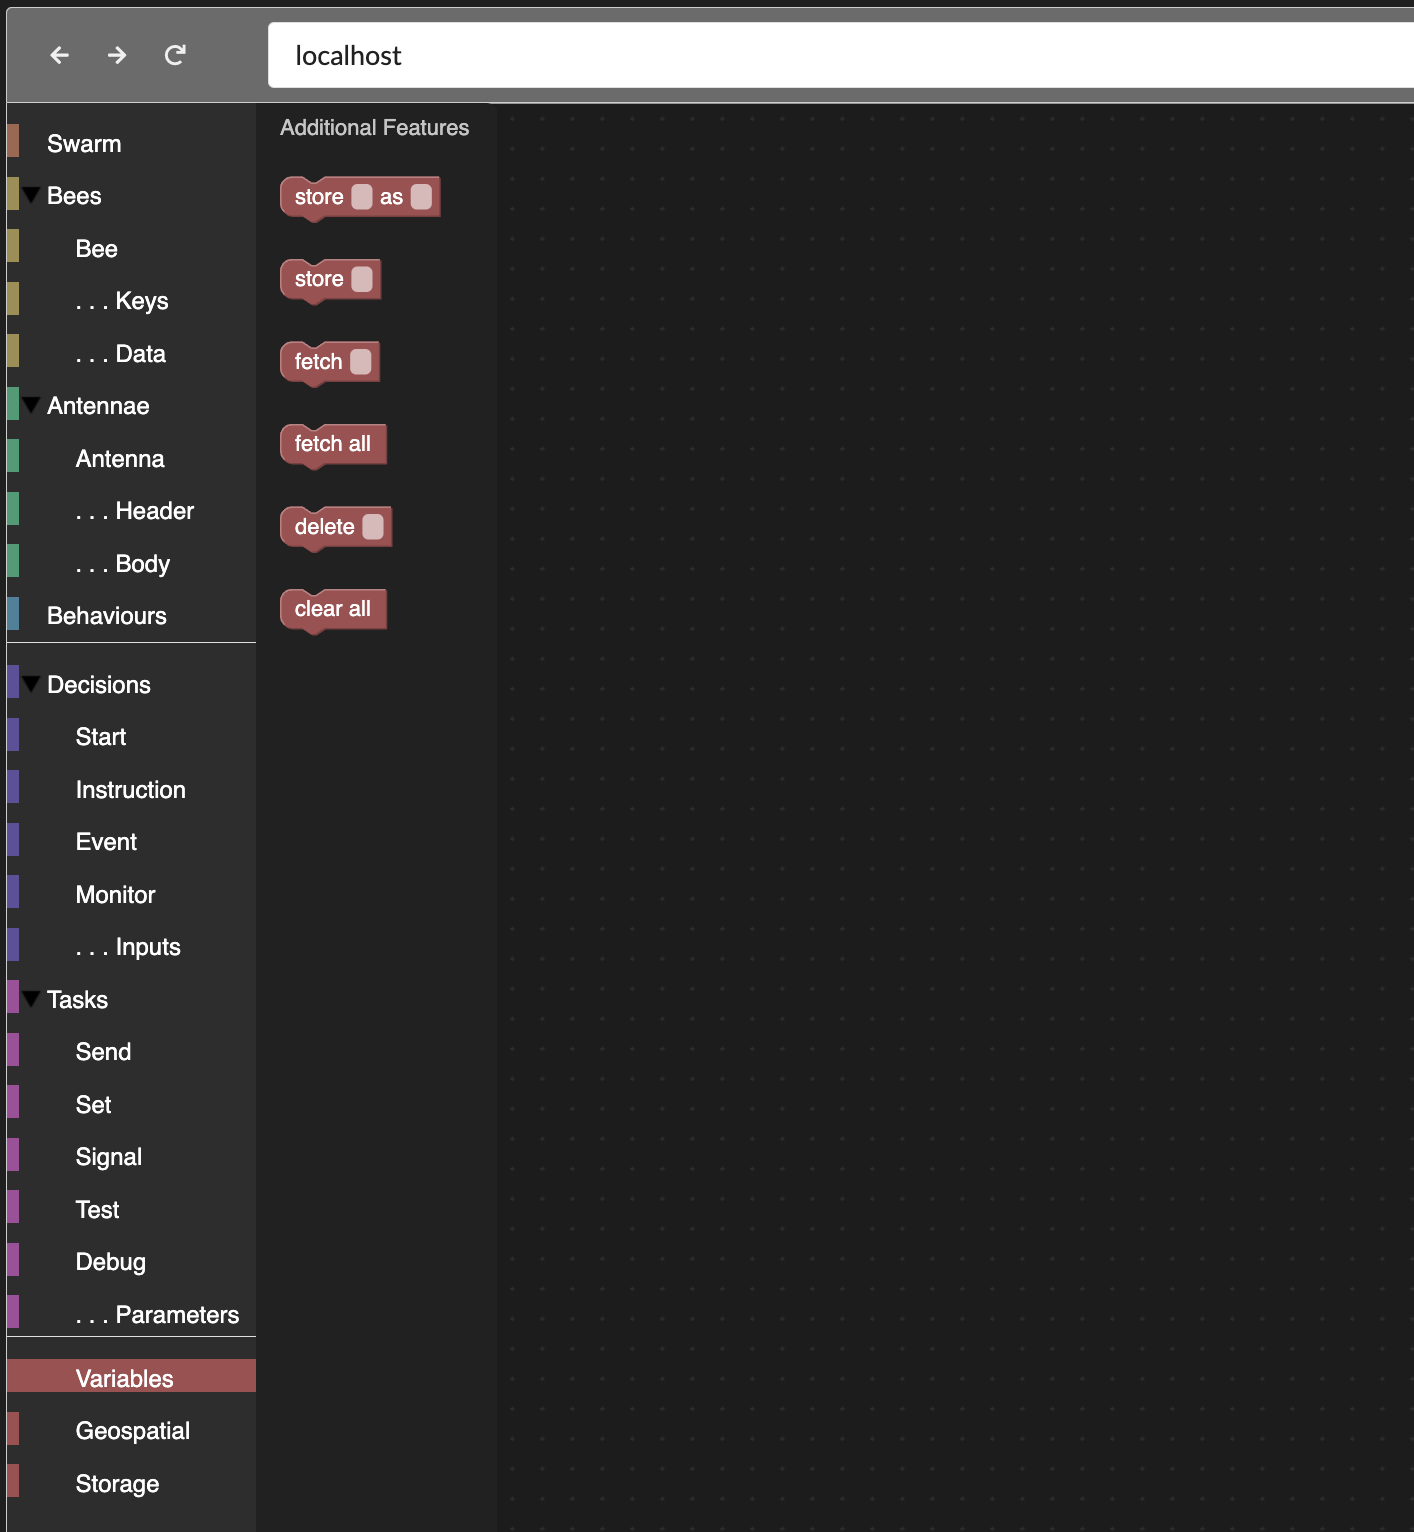 localhost
Swarm
Bees
Bee
. . . Keys
. . . Data
Antennae
Antenna
. . . Header
. . . Body
Behaviours
Decisions
Start
Instruction
Event
Monitor
. . . Inputs
Tasks
Send
Set
Signal
Test
Debug
. . . Parameters
Variables
Geospatial
Storage
Additional Features
store as
store
fetch
fetch all
delete
clear all